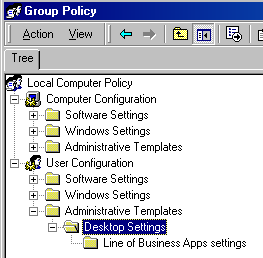 Group Policy
Action View
Tree
Local Computer Policy
Computer Configuration
Software Settings
Windows Settings
Administrative Templates
User Configuration
Software Settings
Windows Settings
Administrative Templates
Desktop Settings
Line of Business Apps settings